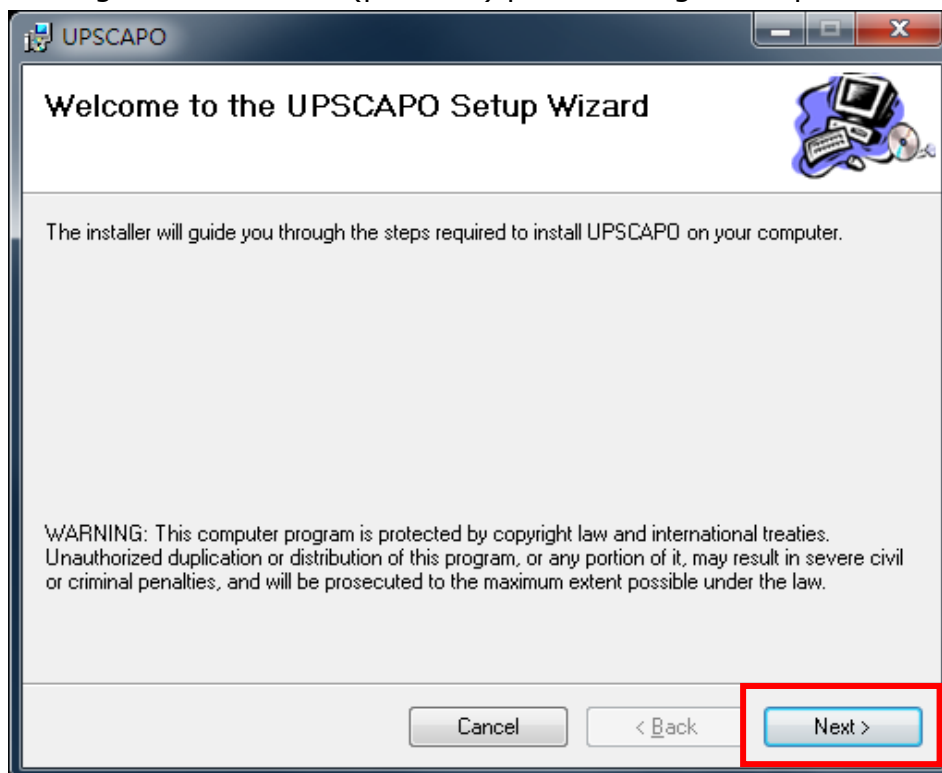 UPSCAPO
Welcome to the UPSCAPO Setup Wizard
The installer will guide you through the steps required to install UPSCAPO on your computer.
WARNING: This computer program is protected by copyright law and international treaties.
Unauthorized duplication or distribution of this program, or any portion of it, may result in severe civil
or criminal penalties, and will be prosecuted to the maximum extent possible under the law.
Cancel
< Back
Next >